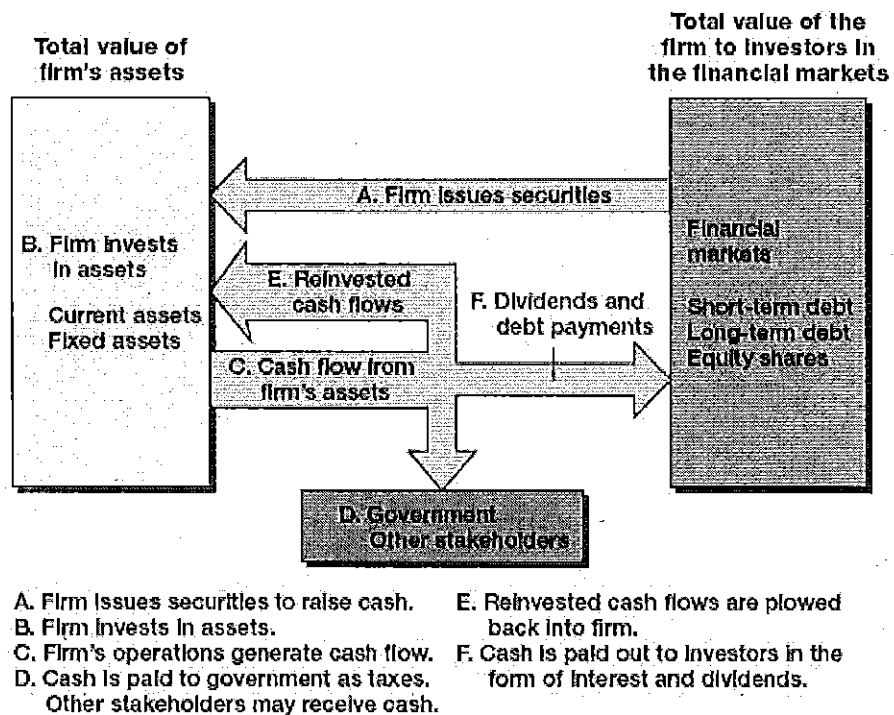 Total value of
firm's assets
Total value of the
firm to investors in
the financial markets
A. Firm issues securities
B. Firm invests
in assets
Current assets
Fixed assets
E. Reinvested
cash flows
F. Dividends and
debt payments
C. Cash flow from
firm's assets
Financial
markets
Short-term debt
Long-term debt
Equity shares
D. Government
Other stakeholders
A. Firm issues securities to raise cash.
B. Firm invests in assets.
C. Firm's operations generate cash flow.
D. Cash is paid to government as taxes.
Other stakeholders may receive cash.
E. Reinvested cash flows are plowed
back into firm.
F. Cash is paid out to investors in the
form of interest and dividends.